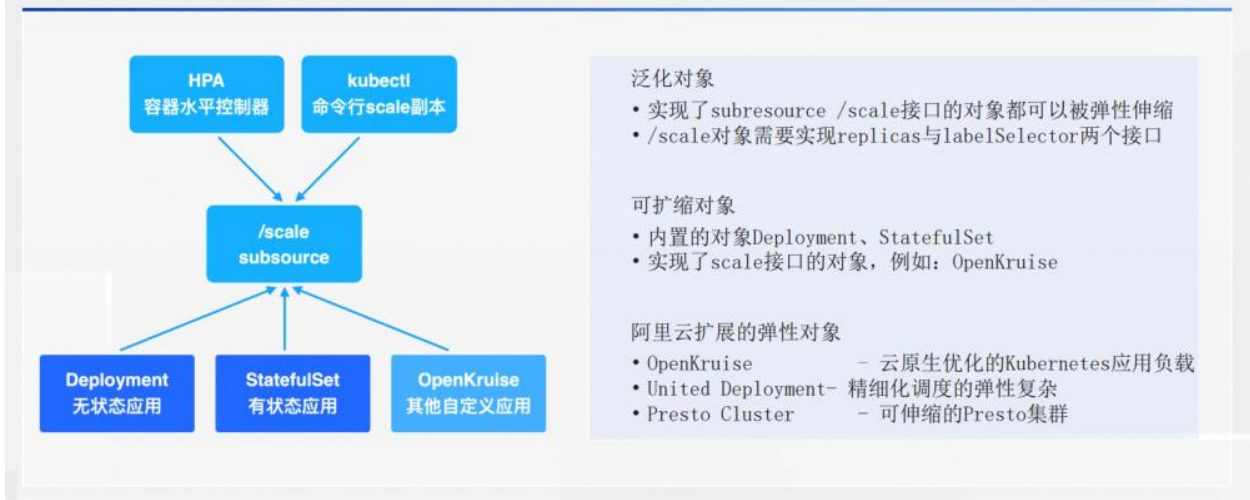 HPA
容器水平控制器
kubectl
命令行scale副本
/scale
subsource
Deployment
无状态应用
StatefulSet
有状态应用
OpenKruise
其他自定义应用
泛化对象
• 实现了subresource /scale接口的对象都可以被弹性伸缩
• /scale对象需要实现replicas与labelSelector两个接口
可扩缩对象
• 内置的对象Deployment、StatefulSet
• 实现了scale接口的对象，例如：OpenKruise
阿里云扩展的弹性对象
• OpenKruise - 云原生优化的Kubernetes应用负载
• United Deployment- 精细化调度的弹性复杂
• Presto Cluster - 可伸缩的Presto集群